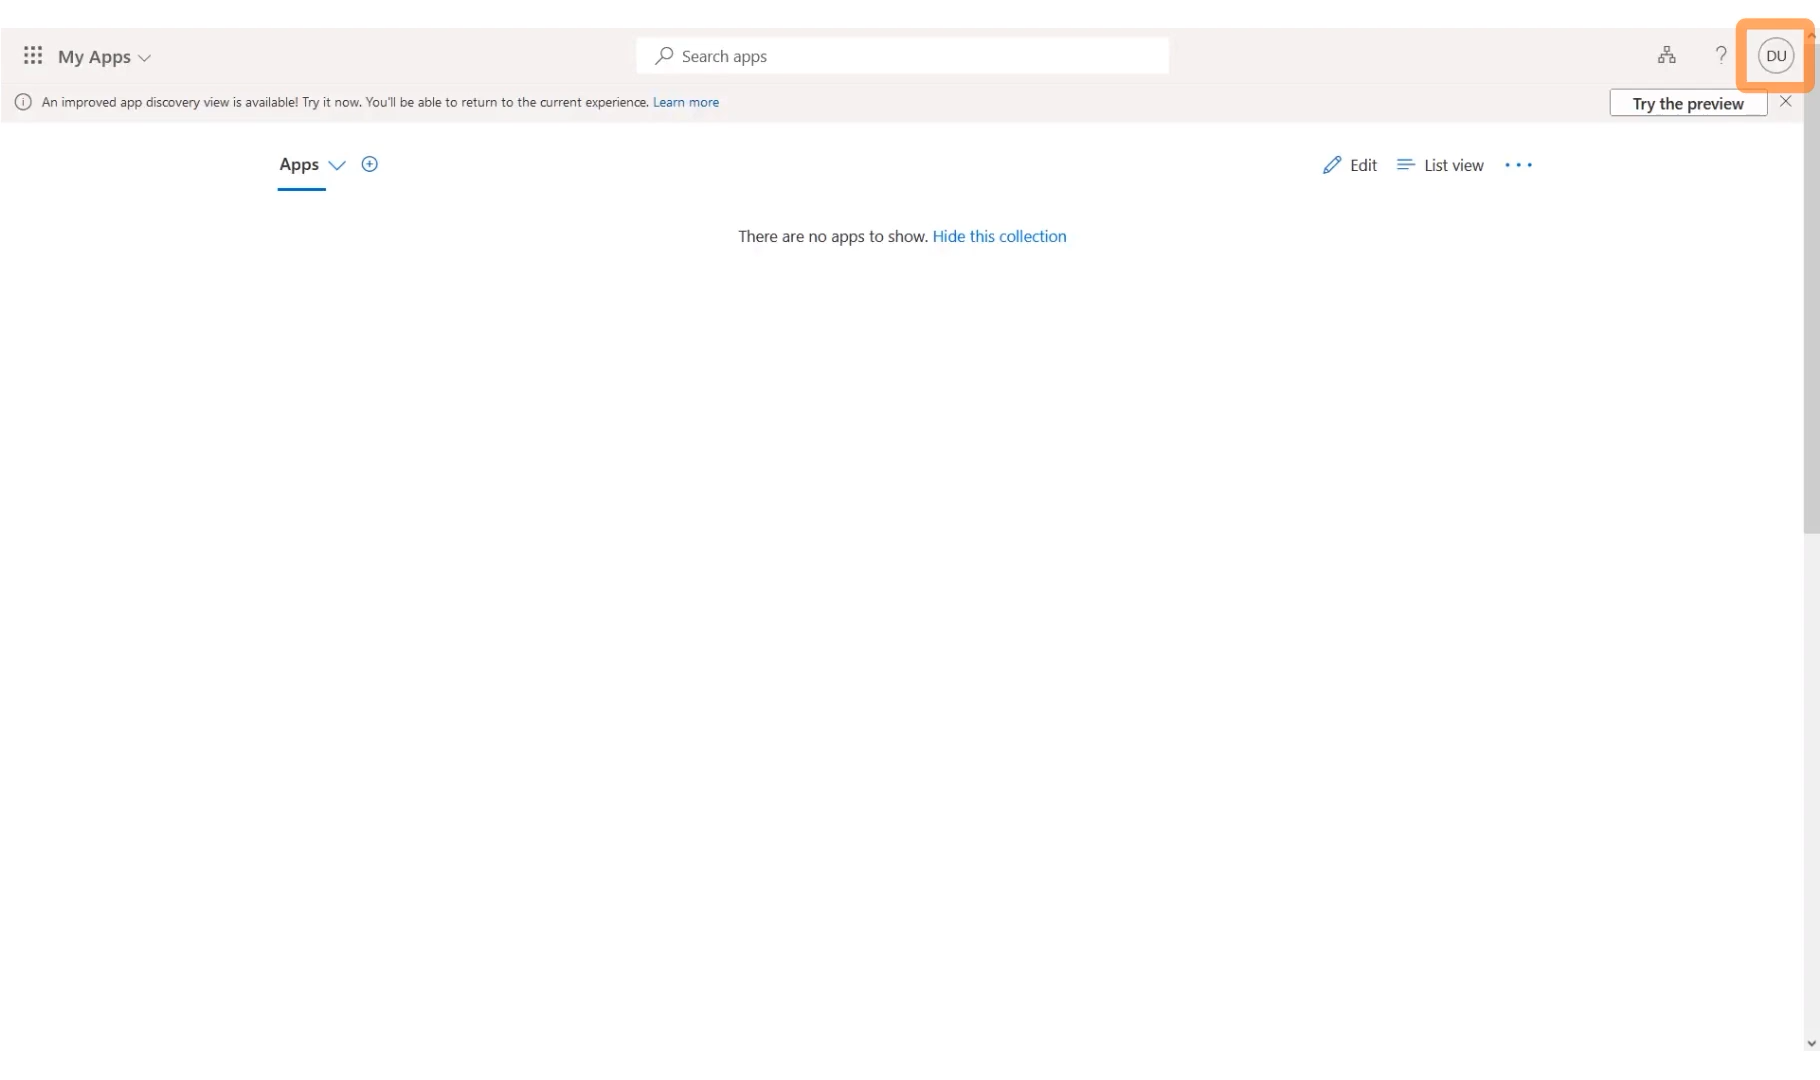 My Apps
Search apps
?
DU
An improved app discovery view is available! Try it now. You'll be able to return to the current experience. Learn more
Try the preview
Apps
Edit
List view
There are no apps to show. Hide this collection